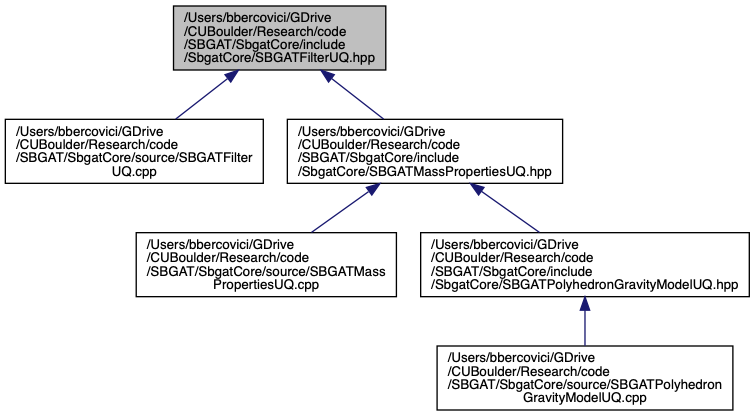 /Users/bbercovici/GDrive
/CUBoulder/Research/code
/SBGAT/SbgatCore/include
/SbgatCore/SBGATFilterUQ.hpp
/Users/bbercovici/GDrive
/CUBoulder/Research/code
/SBGAT/SbgatCore/source/SBGATFilter
UQ.cpp
/Users/bbercovici/GDrive
/CUBoulder/Research/code
/SBGAT/SbgatCore/include
/SbgatCore/SBGATMassPropertiesUQ.hpp
/Users/bbercovici/GDrive
/CUBoulder/Research/code
/SBGAT/SbgatCore/source/SBGATMass
PropertiesUQ.cpp
/Users/bbercovici/GDrive
/CUBoulder/Research/code
/SBGAT/SbgatCore/include
/SbgatCore/SBGATPolyhedronGravityModelUQ.hpp
/Users/bbercovici/GDrive
/CUBoulder/Research/code
/SBGAT/SbgatCore/source/SBGATPolyhedron
GravityModelUQ.cpp